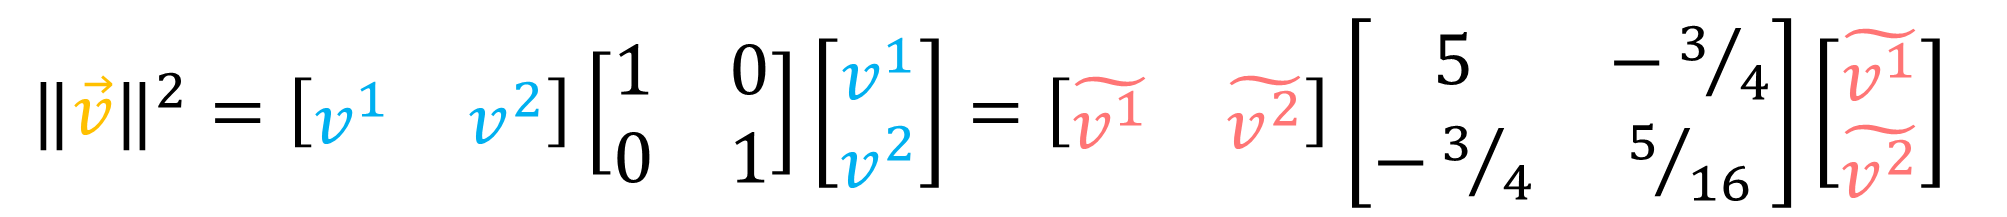 ‖v⃗‖² = [v¹ v²] [1 0; 0 1] [v¹; v²] = [ṽ¹ ṽ²] [5 −3/4; −3/4 5/16] [ṽ¹; ṽ²]